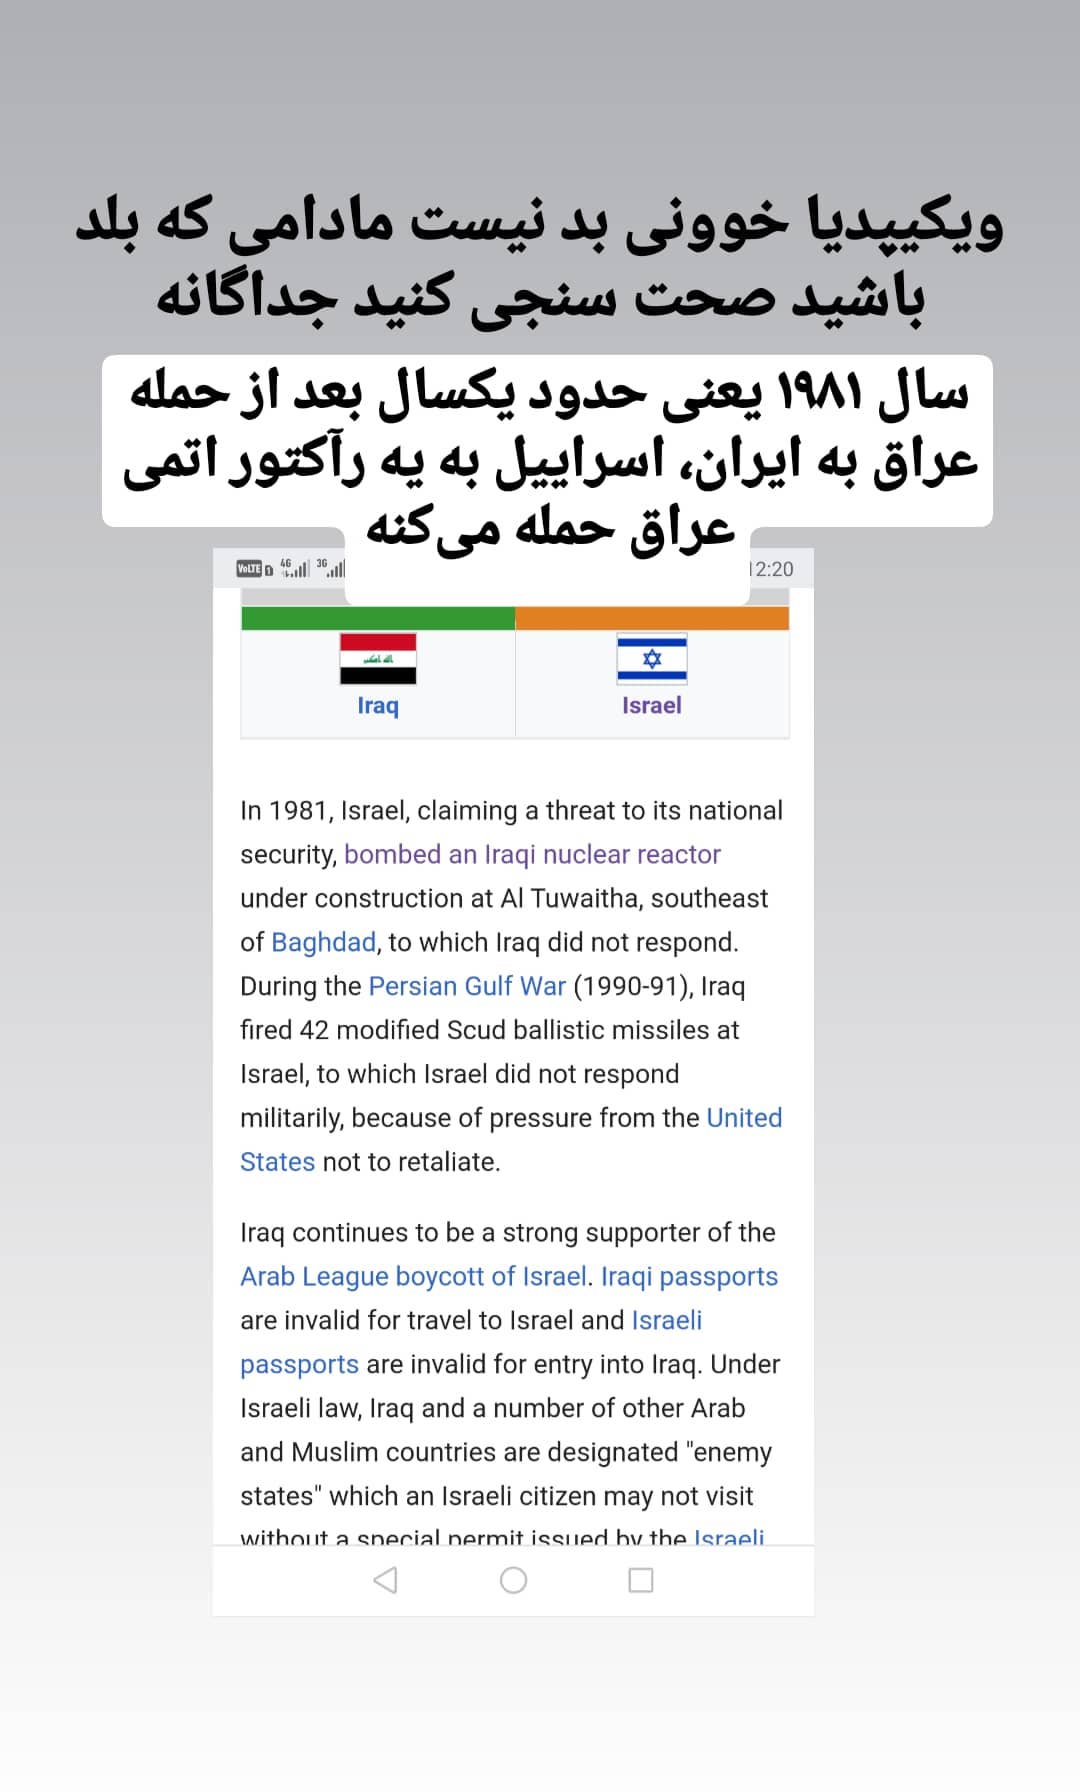 ویکیپدیا خوونی بد نیست مادامی که بلد
باشید صحت سنجی کنید جداگانه
سال ۱۹۸۱ یعنی حدود یکسال بعد از حمله
عراق به ایران، اسراییل به یه رآکتور اتمی
عراق حمله می‌کنه
VoLTE 1 4G 3G 12:20
Iraq Israel
In 1981, Israel, claiming a threat to its national
security, bombed an Iraqi nuclear reactor
under construction at Al Tuwaitha, southeast
of Baghdad, to which Iraq did not respond.
During the Persian Gulf War (1990-91), Iraq
fired 42 modified Scud ballistic missiles at
Israel, to which Israel did not respond
militarily, because of pressure from the United
States not to retaliate.
Iraq continues to be a strong supporter of the
Arab League boycott of Israel. Iraqi passports
are invalid for travel to Israel and Israeli
passports are invalid for entry into Iraq. Under
Israeli law, Iraq and a number of other Arab
and Muslim countries are designated "enemy
states" which an Israeli citizen may not visit
without a special permit issued by the Israeli